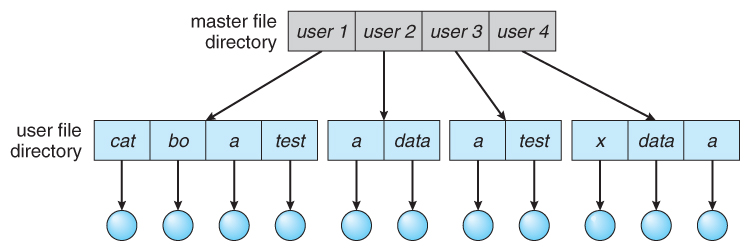 master file
directory
user 1 user 2 user 3 user 4
user file
directory
cat bo a test a data a test x data a